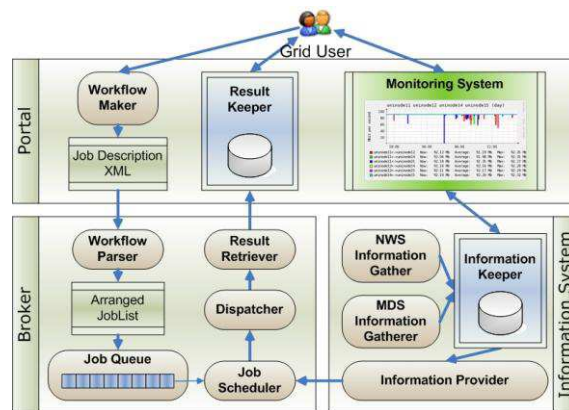 Grid User
Portal
Workflow
Maker
Result
Keeper
Monitoring System
Job Description
XML
Broker
Workflow
Parser
Result
Retriever
NWS
Information
Gather
Information
Keeper
Information System
Arranged
JobList
Dispatcher
MDS
Information
Gatherer
Job Queue
Job
Scheduler
Information Provider